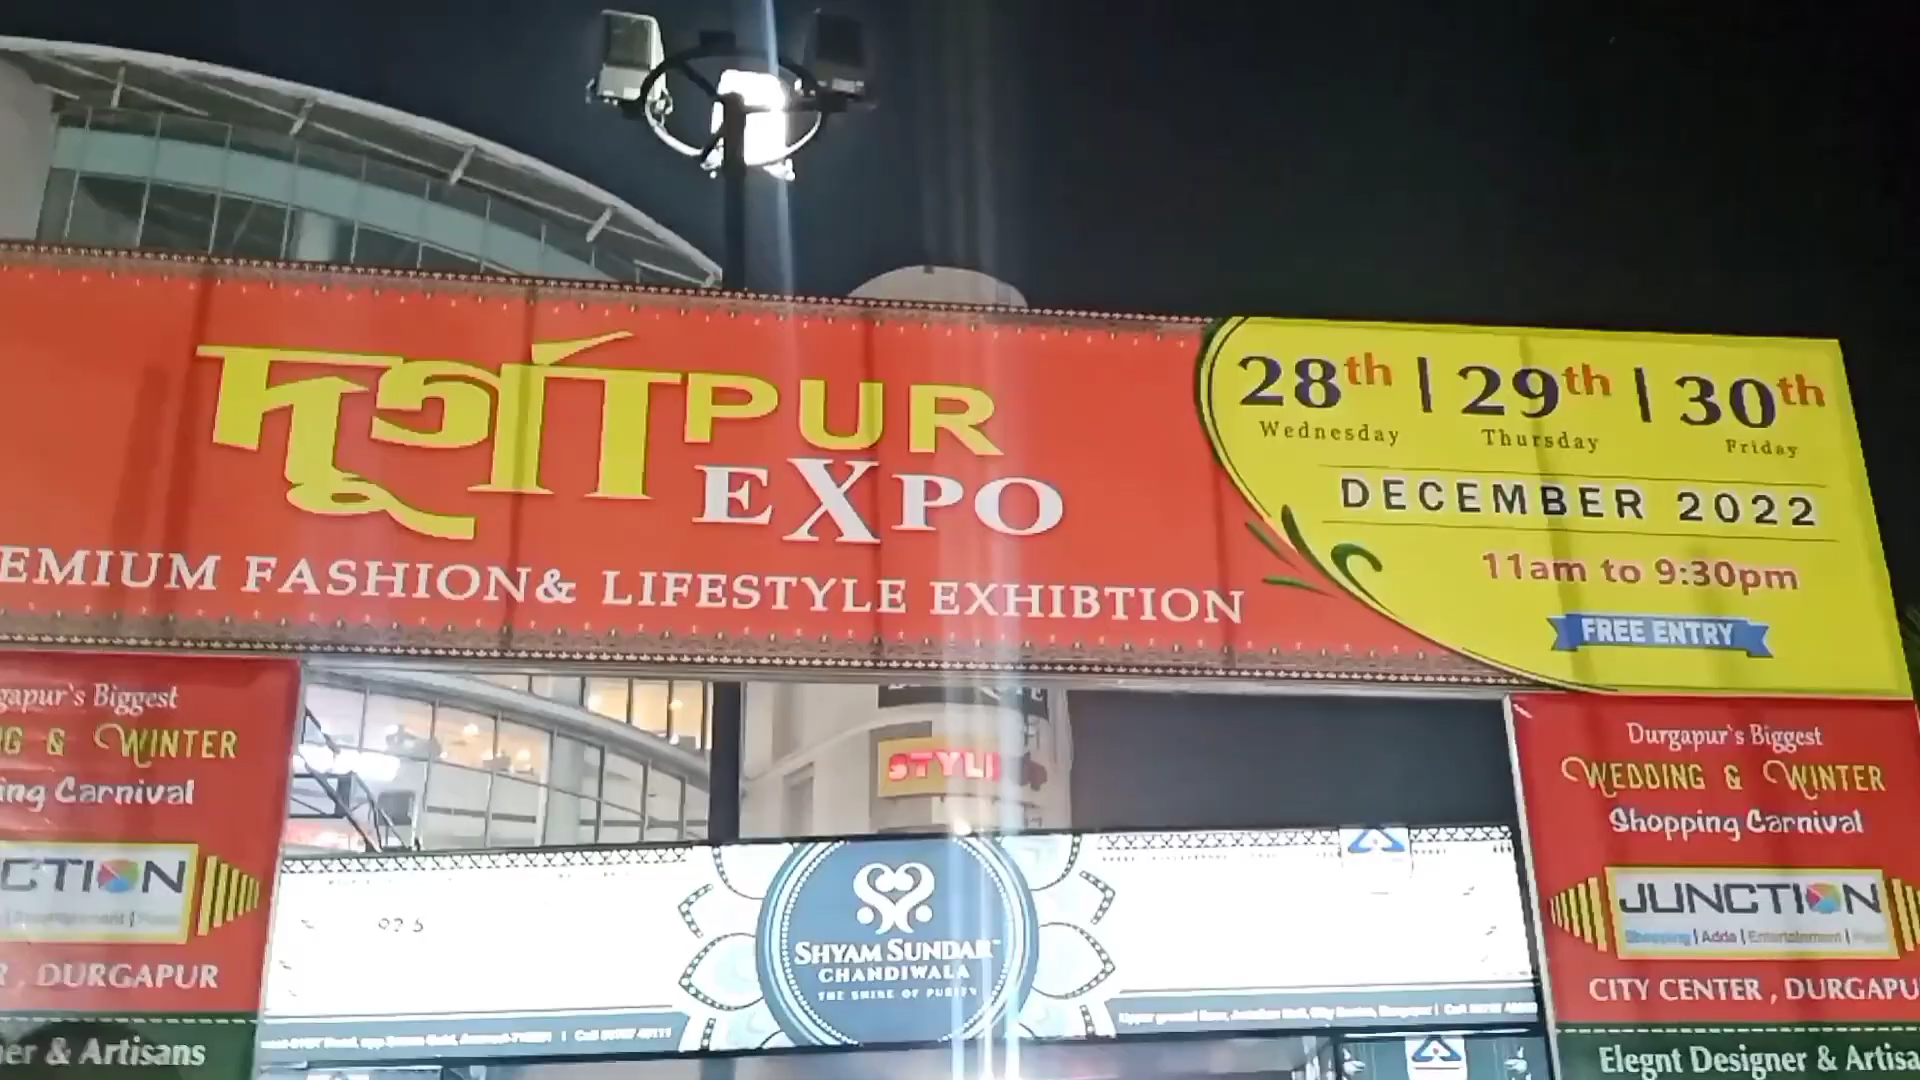 দুর্গাPUR
EXPO
EMIUM FASHION& LIFESTYLE EXHIBTION
28th | 29th | 30th
Wednesday Thursday Friday
DECEMBER 2022
11am to 9:30pm
FREE ENTRY
gapur`s Biggest
G & WINTER
ing Carnival
CTION
R , DURGAPUR
er & Artisans
STYL
SHYAM SUNDAR
CHANDIWALA
THE SHINE OF PURITY
Durgapur`s Biggest
WEDDING & WINTER
Shopping Carnival
JUNCTION
Shopping | Adda | Entertainment |
CITY CENTER , DURGAPU
Elegnt Designer & Artisa